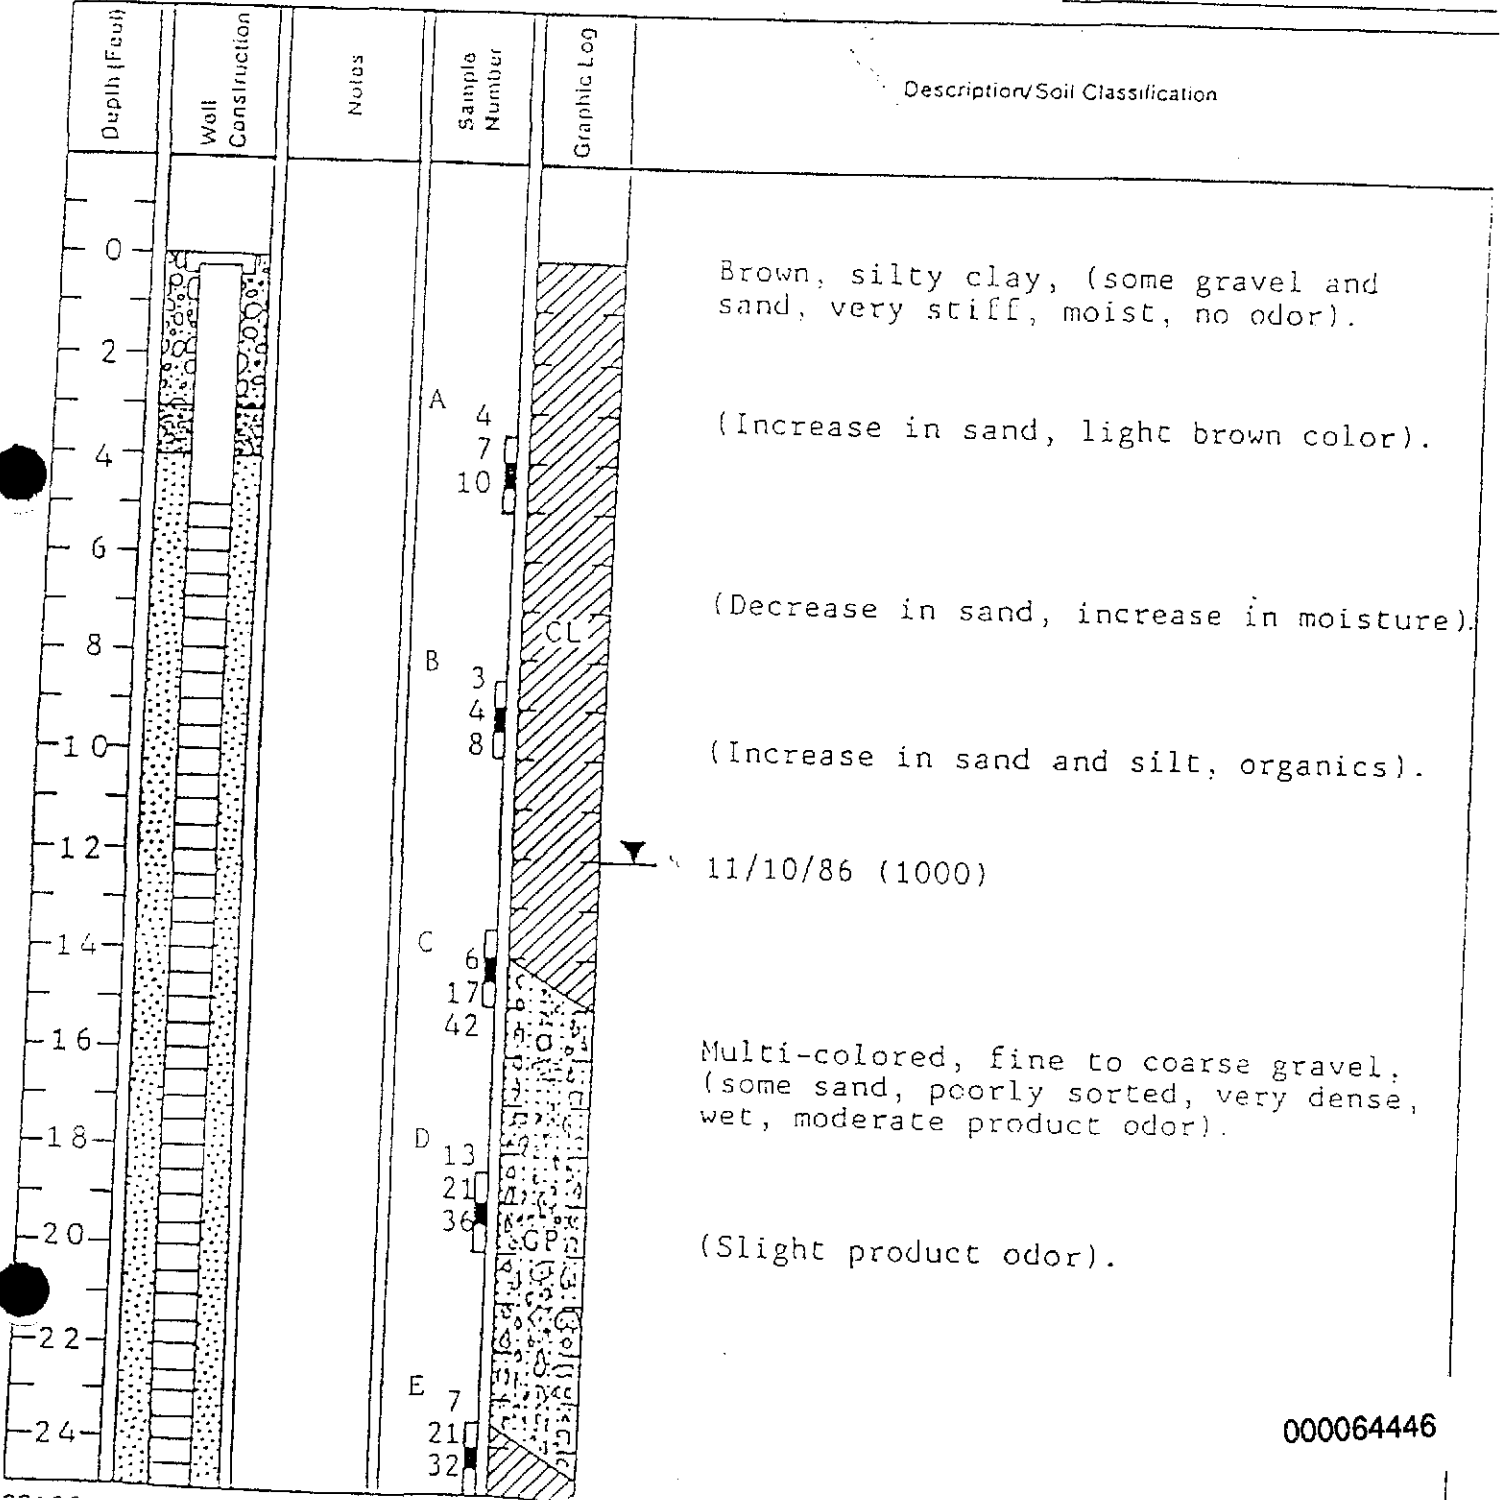 Depth (Feet)
Well
Construction
Notes
Sample
Number
Graphic Log
Description/Soil Classification
0
2
4
6
8
10
12
14
16
18
20
22
24
A
4
7
10
B
3
4
8
C
6
17
42
D
13
21
36
E
7
21
32
CL
GP
Brown, silty clay, (some gravel and
sand, very stiff, moist, no odor).
(Increase in sand, light brown color).
(Decrease in sand, increase in moisture).
(Increase in sand and silt, organics).
11/10/86 (1000)
Multi-colored, fine to coarse gravel,
(some sand, poorly sorted, very dense,
wet, moderate product odor).
(Slight product odor).
000064446